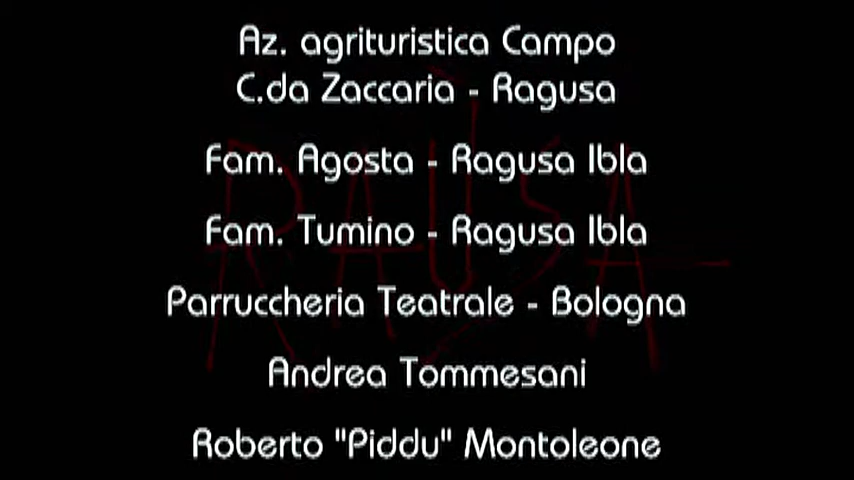 Az. agrituristica Campo
C.da Zaccaria - Ragusa
Fam. Agosta - Ragusa Ibla
Fam. Tumino - Ragusa Ibla
Parruccheria Teatrale - Bologna
Andrea Tommesani
Roberto "Piddu" Montoleone
RAUSA